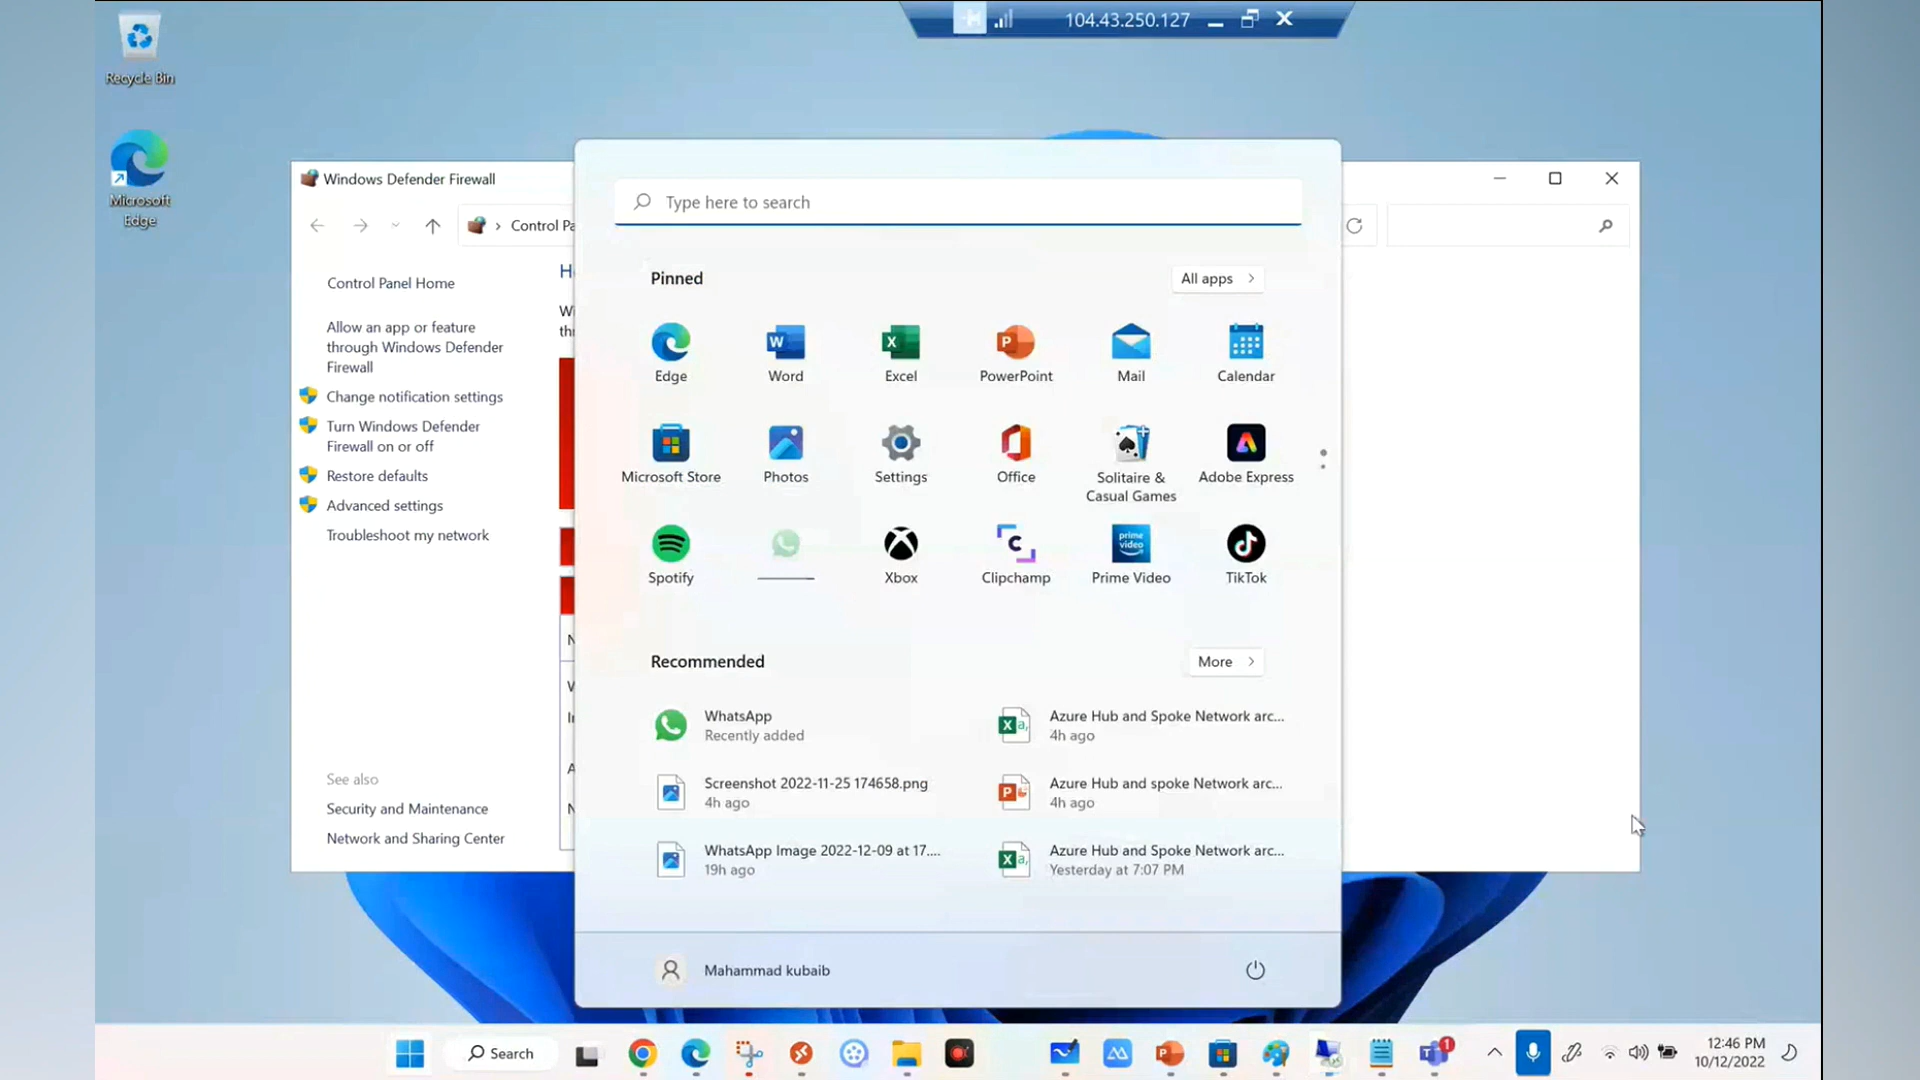 104.43.250.127
Recycle Bin
Microsoft
Edge
Windows Defender Firewall
Control Pa
Control Panel Home
Allow an app or feature
through Windows Defender
Firewall
Change notification settings
Turn Windows Defender
Firewall on or off
Restore defaults
Advanced settings
Troubleshoot my network
See also
Security and Maintenance
Network and Sharing Center
Type here to search
Pinned
All apps
Edge
Word
Excel
PowerPoint
Mail
Calendar
Microsoft Store
Photos
Settings
Office
Solitaire &
Casual Games
Adobe Express
Spotify
Xbox
Clipchamp
prime
video
Prime Video
TikTok
Recommended
More
WhatsApp
Recently added
Azure Hub and Spoke Network arc...
4h ago
Screenshot 2022-11-25 174658.png
4h ago
Azure Hub and spoke Network arc...
4h ago
WhatsApp Image 2022-12-09 at 17....
19h ago
Azure Hub and Spoke Network arc...
Yesterday at 7:07 PM
Mahammad kubaib
Search
1
12:46 PM
10/12/2022